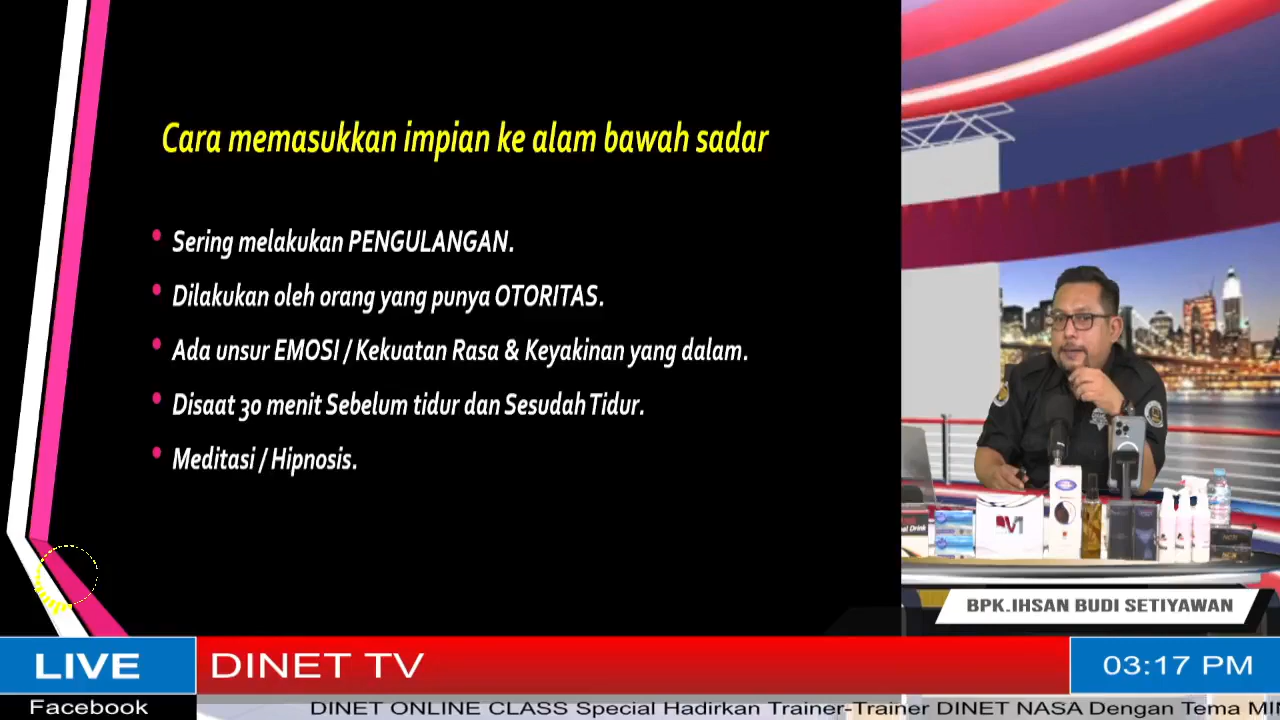 Cara memasukkan impian ke alam bawah sadar
• Sering melakukan PENGULANGAN.
• Dilakukan oleh orang yang punya OTORITAS.
• Ada unsur EMOSI / Kekuatan Rasa & Keyakinan yang dalam.
• Disaat 30 menit Sebelum tidur dan Sesudah Tidur.
• Meditasi / Hipnosis.
BPK.IHSAN BUDI SETIYAWAN
LIVE
DINET TV
03:17 PM
Facebook
DINET ONLINE CLASS Special Hadirkan Trainer-Trainer DINET NASA Dengan Tema